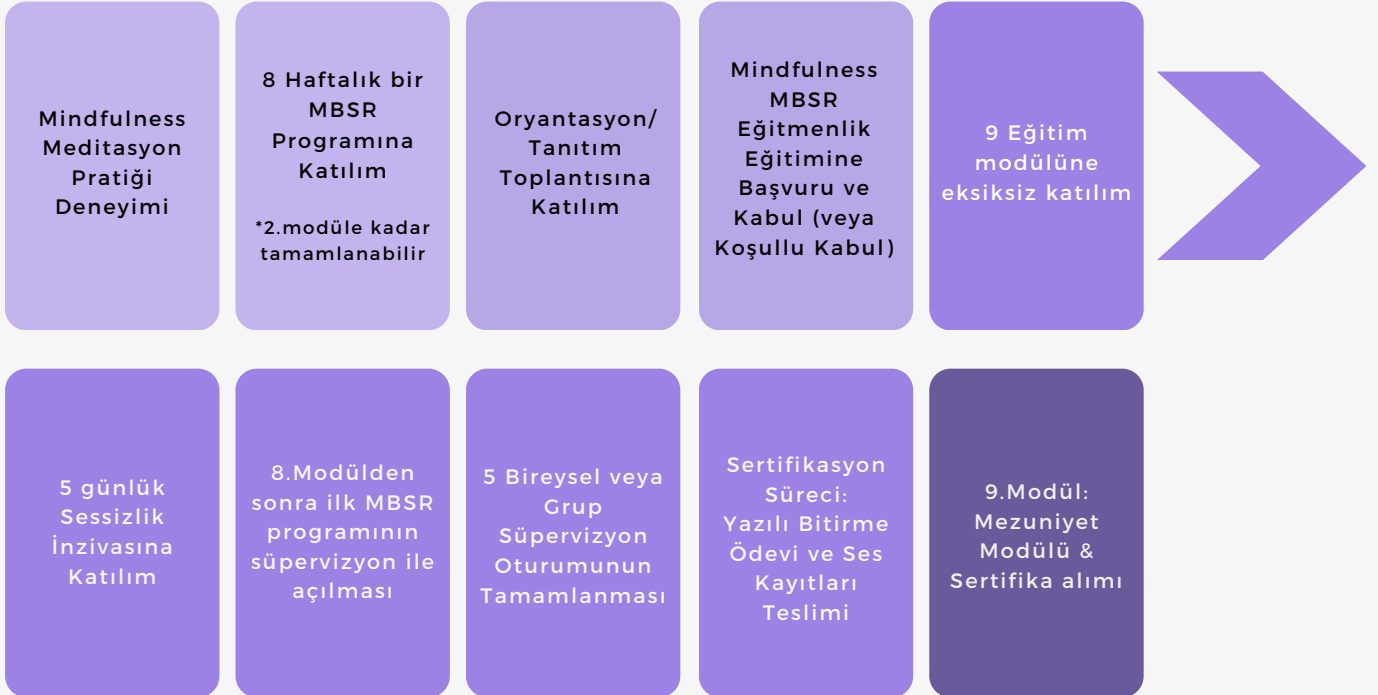 Mindfulness
Meditasyon
Pratiği
Deneyimi
8 Haftalık bir
MBSR
Programına
Katılım
*2.modüle kadar
tamamlanabilir
Oryantasyon/
Tanıtım
Toplantısına
Katılım
Mindfulness
MBSR
Eğitmenlik
Eğitimine
Başvuru ve
Kabul (veya
Koşullu Kabul)
9 Eğitim
modülüne
eksiksiz katılım
5 günlük
Sessizlik
İnzivasına
Katılım
8.Modülden
sonra ilk MBSR
programının
süpervizyon ile
açılması
5 Bireysel veya
Grup
Süpervizyon
Oturumunun
Tamamlanması
Sertifikasyon
Süreci:
Yazılı Bitirme
Ödevi ve Ses
Kayıtları
Teslimi
9.Modül:
Mezuniyet
Modülü &
Sertifika alımı